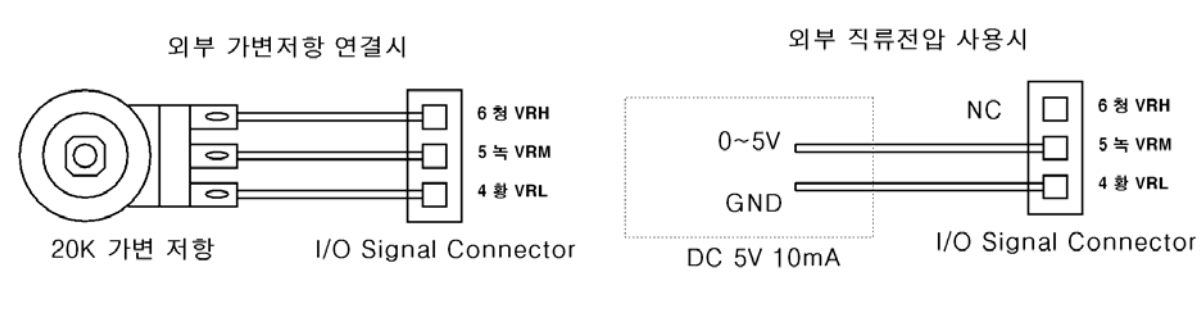 외부 가변저항 연결시
6 청 VRH
5 녹 VRM
4 황 VRL
20K 가변 저항
I/O Signal Connector
외부 직류전압 사용시
NC
6 청 VRH
0~5V
5 녹 VRM
4 황 VRL
GND
DC 5V 10mA
I/O Signal Connector